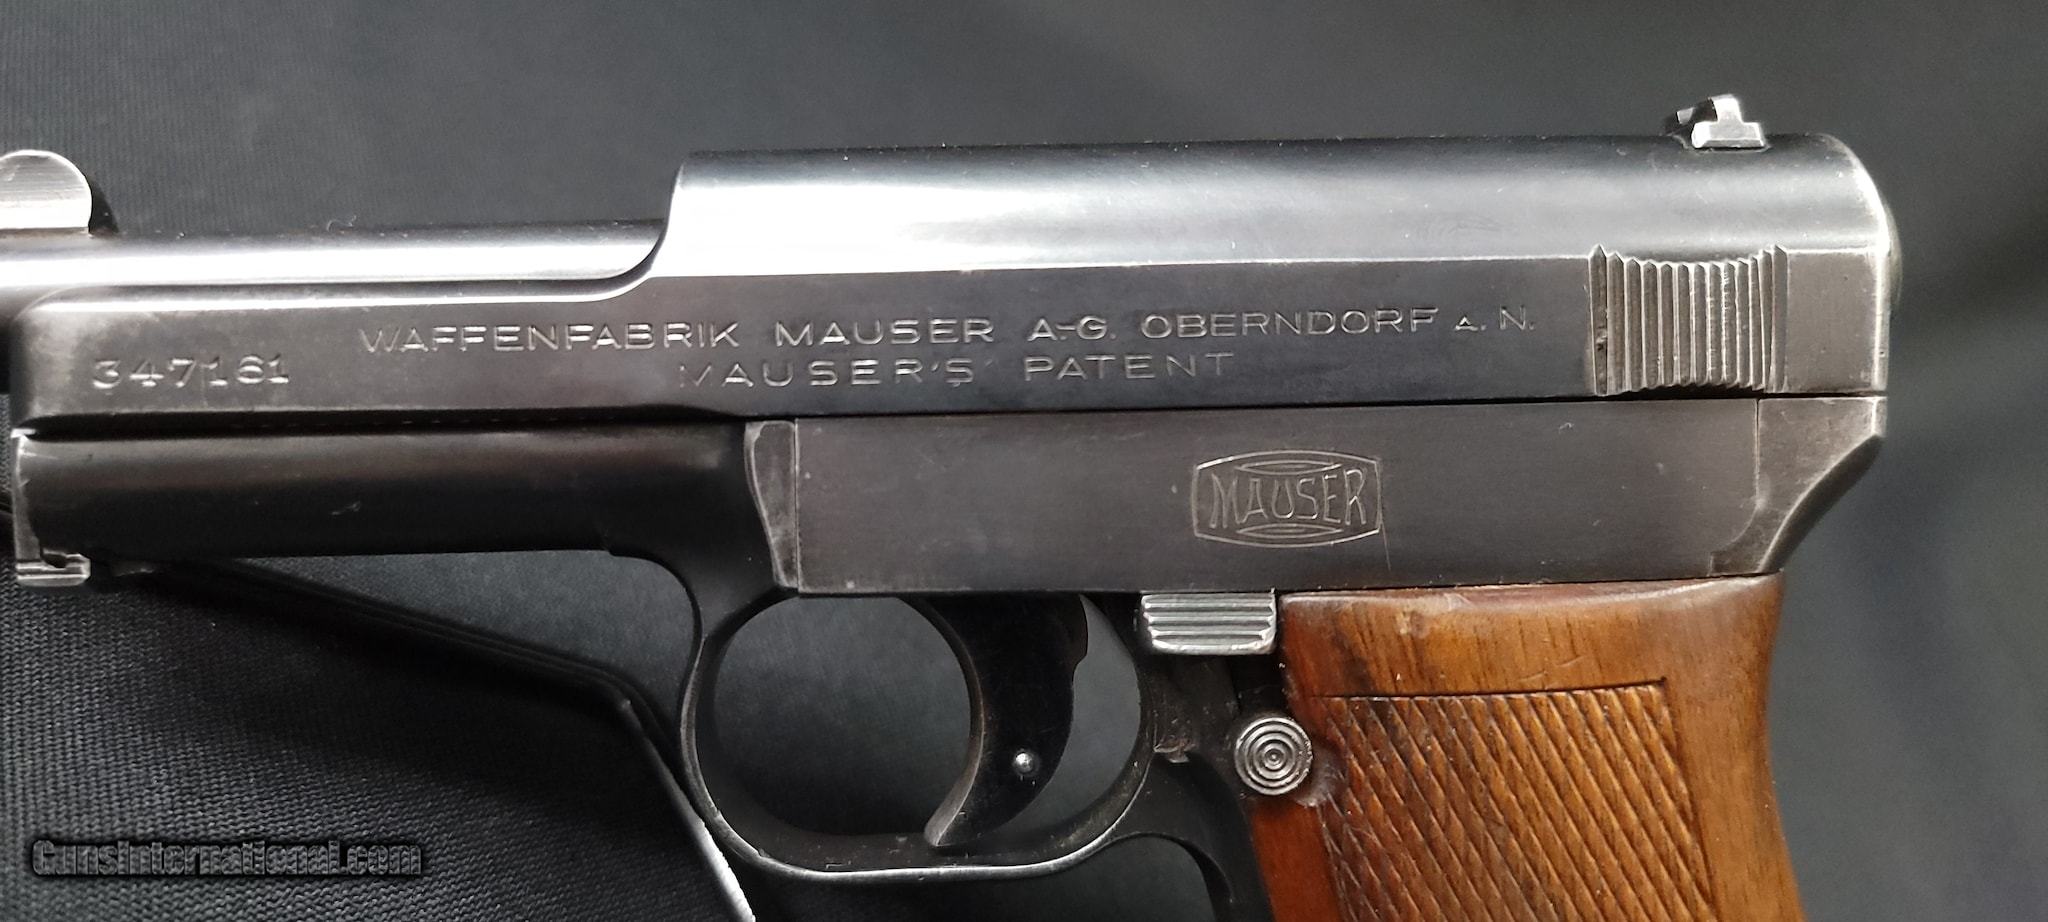 WAFFENFABRIK MAUSER A.-G. OBERNDORF A. N.
MAUSER'S PATENT
347161
MAUSER
GunsInternational.com